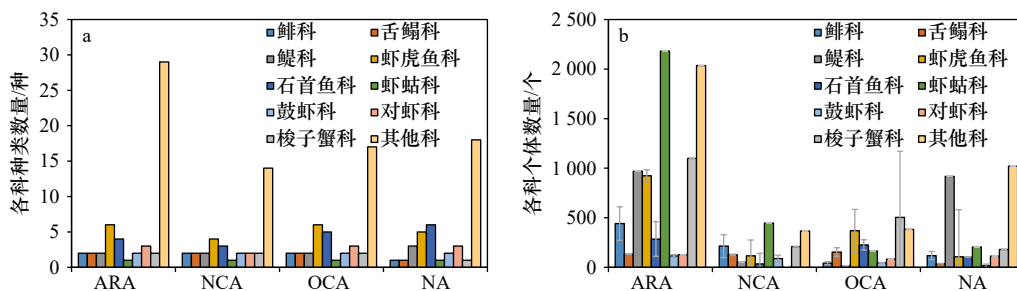 a
各科种类数量/种
35
30
25
20
15
10
5
0
鲱科 舌鳎科
鳀科 虾虎鱼科
石首鱼科 虾蛄科
鼓虾科 对虾科
梭子蟹科 其他科
ARA NCA OCA NA
b
各科个体数量/个
2 500
2 000
1 500
1 000
500
0
鲱科 舌鳎科
鳀科 虾虎鱼科
石首鱼科 虾蛄科
鼓虾科 对虾科
梭子蟹科 其他科
ARA NCA OCA NA